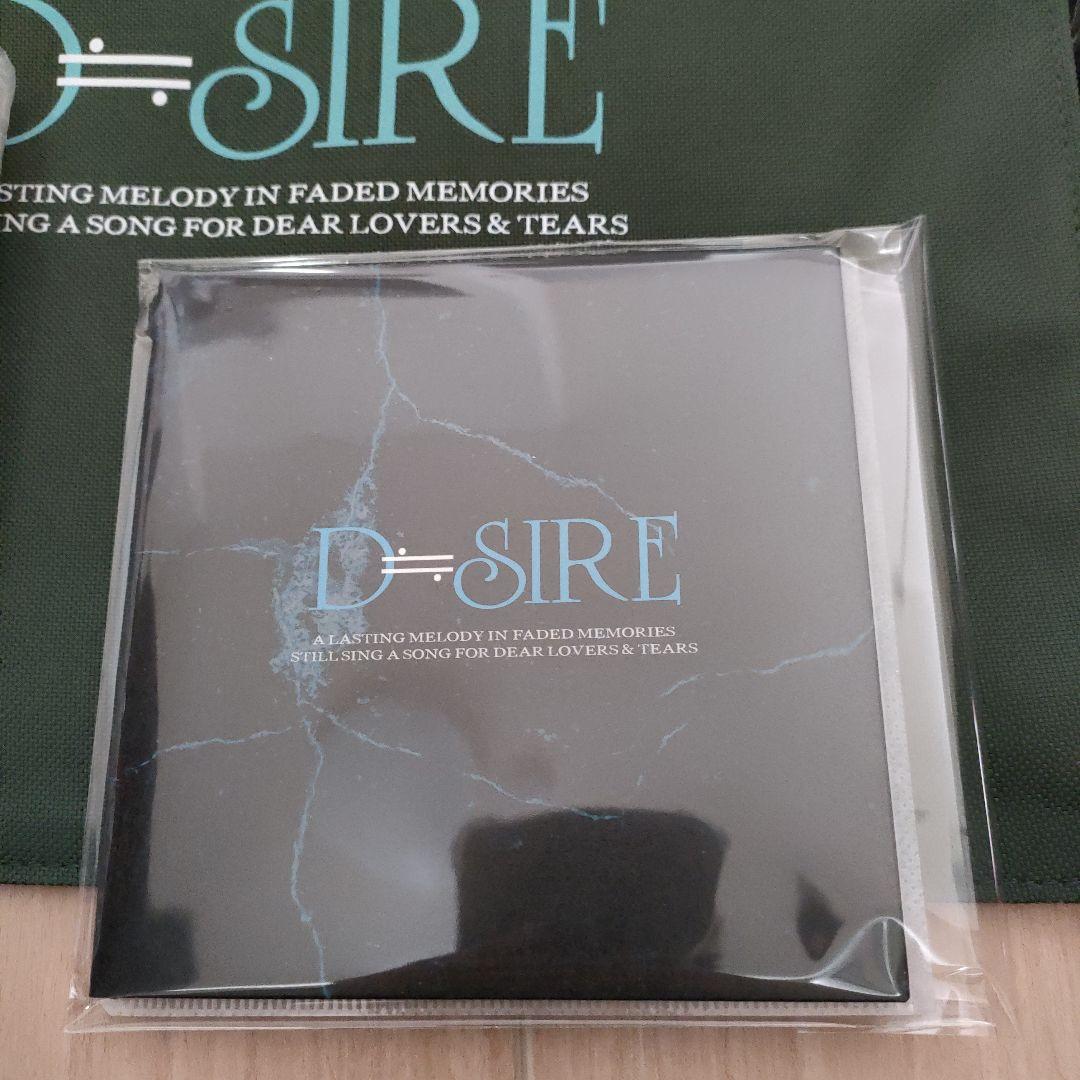 D≒SIRE
STING MELODY IN FADED MEMORIES
ING A SONG FOR DEAR LOVERS & TEARS
D≒SIRE
A LASTING MELODY IN FADED MEMORIES
STILL SING A SONG FOR DEAR LOVERS & TEARS